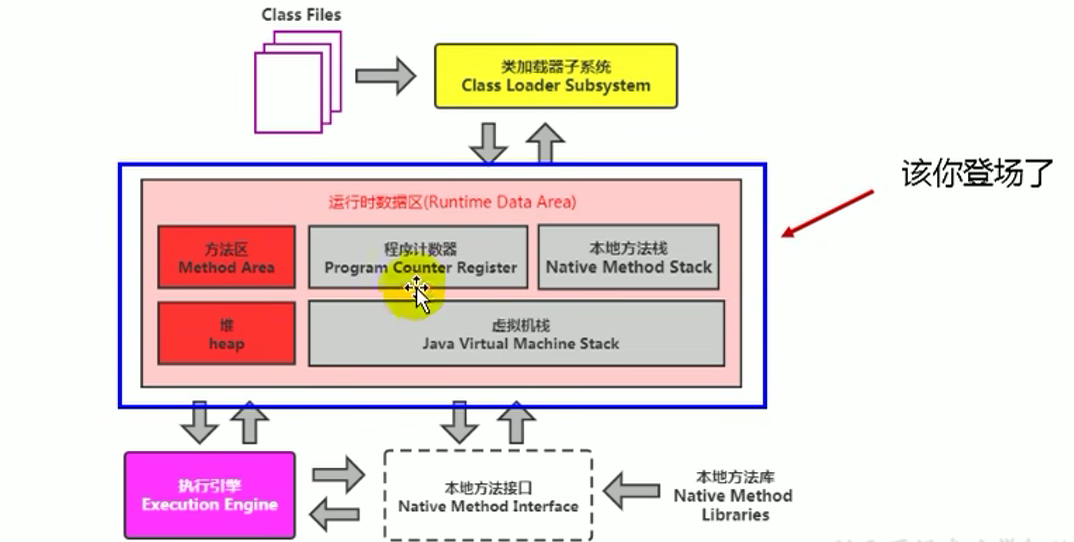 Class Files
类加载器子系统
Class Loader Subsystem
该你登场了
运行时数据区(Runtime Data Area)
方法区
Method Area
程序计数器
Program Counter Register
本地方法栈
Native Method Stack
堆
heap
虚拟机栈
Java Virtual Machine Stack
执行引擎
Execution Engine
本地方法接口
Native Method Interface
本地方法库
Native Method
Libraries